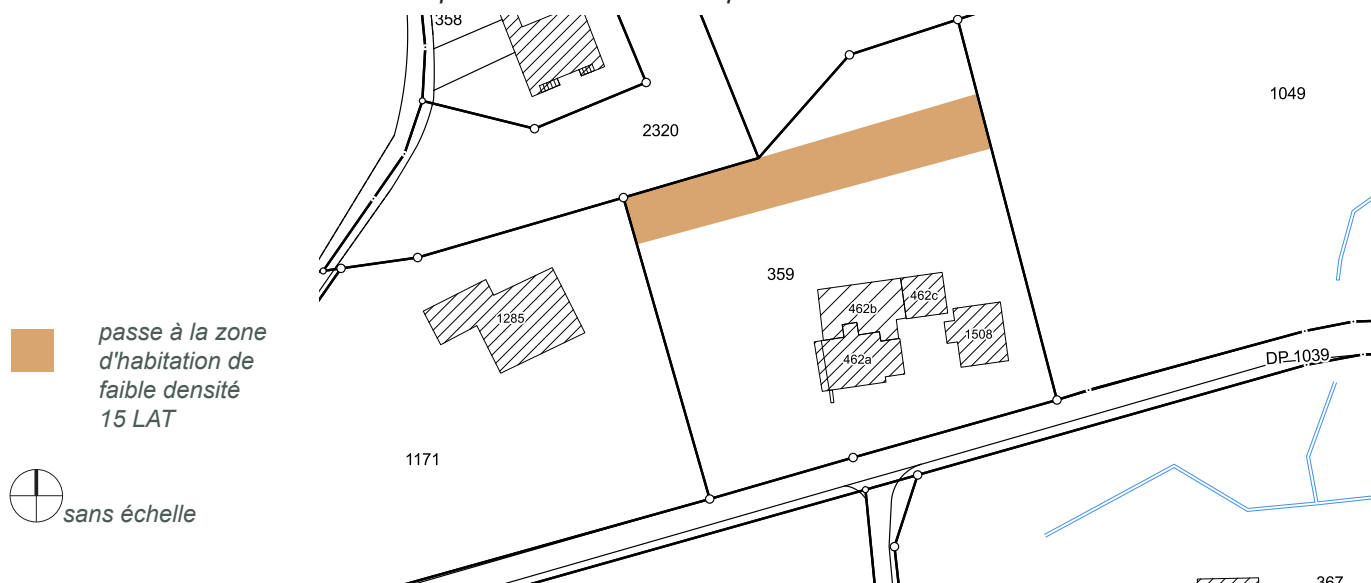 358
1049
2320
359
462b
462c
1285
1508
462a
DP 1039
passe à la zone
d'habitation de
faible densité
15 LAT
1171
sans échelle
367